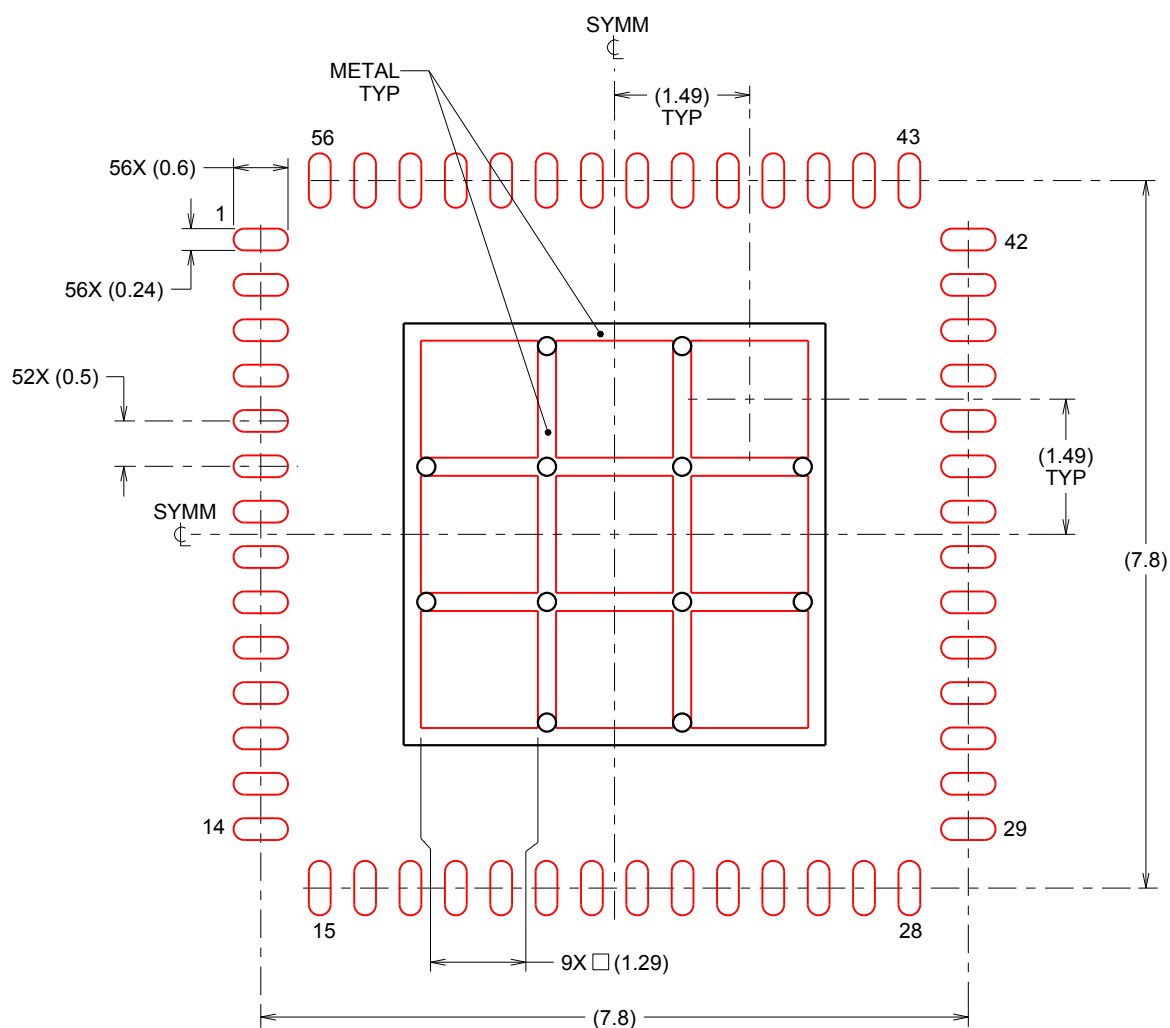 SYMM
℄
METAL
TYP
(1.49)
TYP
56
43
56X (0.6)
1
42
56X (0.24)
52X (0.5)
(1.49)
TYP
SYMM
℄
(7.8)
14
29
15
28
9X □ (1.29)
(7.8)